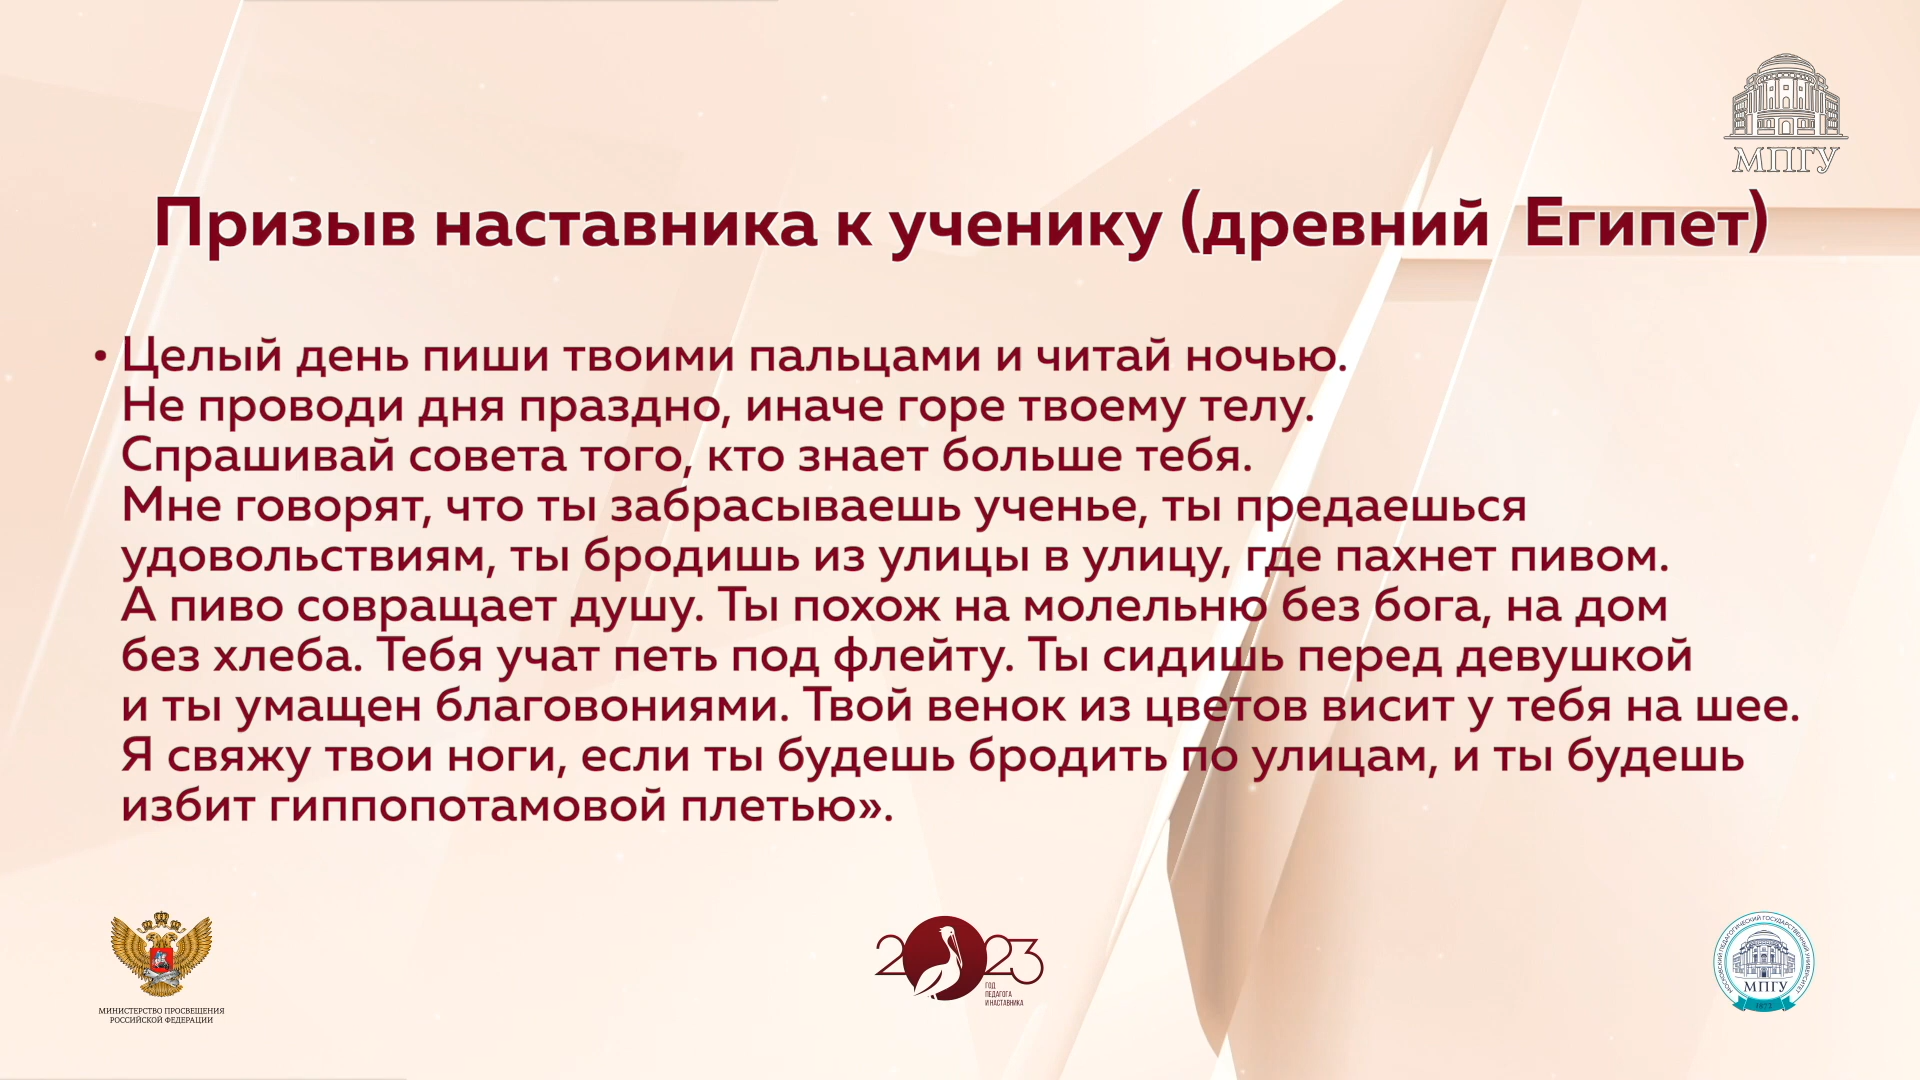 МПГУ
Призыв наставника к ученику (древний Египет)
• Целый день пиши твоими пальцами и читай ночью.
Не проводи дня праздно, иначе горе твоему телу.
Спрашивай совета того, кто знает больше тебя.
Мне говорят, что ты забрасываешь ученье, ты предаешься
удовольствиям, ты бродишь из улицы в улицу, где пахнет пивом.
А пиво совращает душу. Ты похож на молельню без бога, на дом
без хлеба. Тебя учат петь под флейту. Ты сидишь перед девушкой
и ты умащен благовониями. Твой венок из цветов висит у тебя на шее.
Я свяжу твои ноги, если ты будешь бродить по улицам, и ты будешь
избит гиппопотамовой плетью».
МИНИСТЕРСТВО ПРОСВЕЩЕНИЯ
РОССИЙСКОЙ ФЕДЕРАЦИИ
2023
ГОД
ПЕДАГОГА
И НАСТАВНИКА
МОСКОВСКИЙ ПЕДАГОГИЧЕСКИЙ ГОСУДАРСТВЕННЫЙ УНИВЕРСИТЕТ
МПГУ
1872